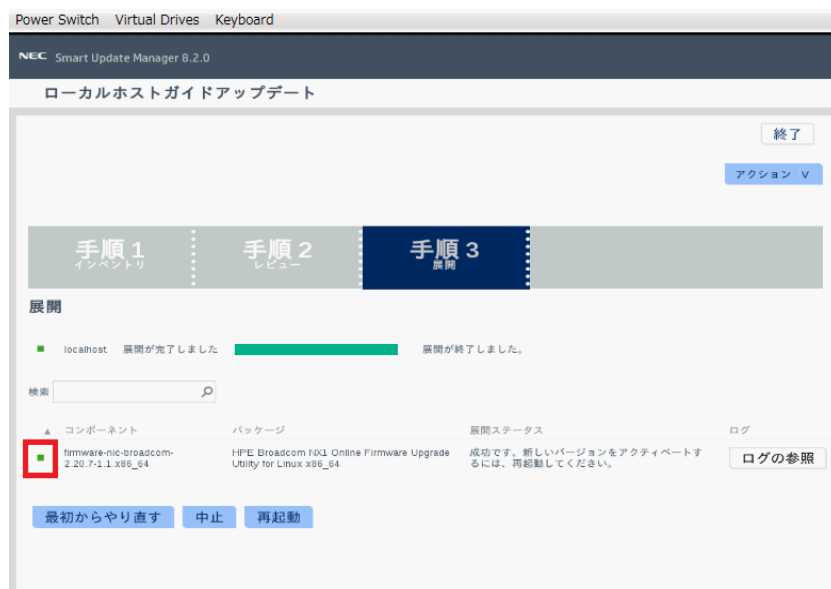 Power Switch Virtual Drives Keyboard
NEC Smart Update Manager 8.2.0
ローカルホストガイドアップデート
終了
アクション ∨
手順 1
インベントリ
手順 2
レビュー
手順 3
展開
展開
localhost 展開が完了しました 展開が終了しました。
検索
コンポーネント パッケージ 展開ステータス ログ
firmware-nic-broadcom-
2.20.7-1.1.x86_64
HPE Broadcom NX1 Online Firmware Upgrade
Utility for Linux x86_64
成功です。新しいバージョンをアクティベートす
るには、再起動してください。
ログの参照
最初からやり直す 中止 再起動